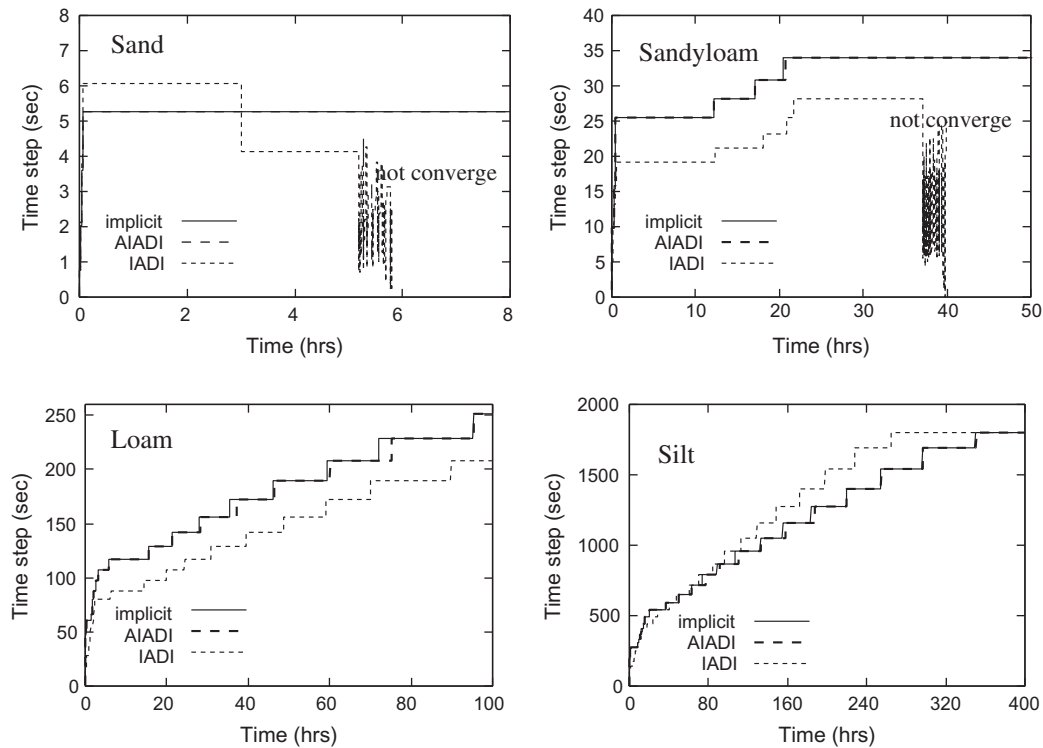 Sand
Time step (sec)
8
7
6
5
4
3
2
1
0
not converge
implicit
AIADI
IADI
0 2 4 6 8
Time (hrs)
Sandyloam
Time step (sec)
40
35
30
25
20
15
10
5
0
not converge
implicit
AIADI
IADI
0 10 20 30 40 50
Time (hrs)
Loam
Time step (sec)
250
200
150
100
50
0
implicit
AIADI
IADI
0 20 40 60 80 100
Time (hrs)
Silt
Time step (sec)
2000
1500
1000
500
0
implicit
AIADI
IADI
0 80 160 240 320 400
Time (hrs)